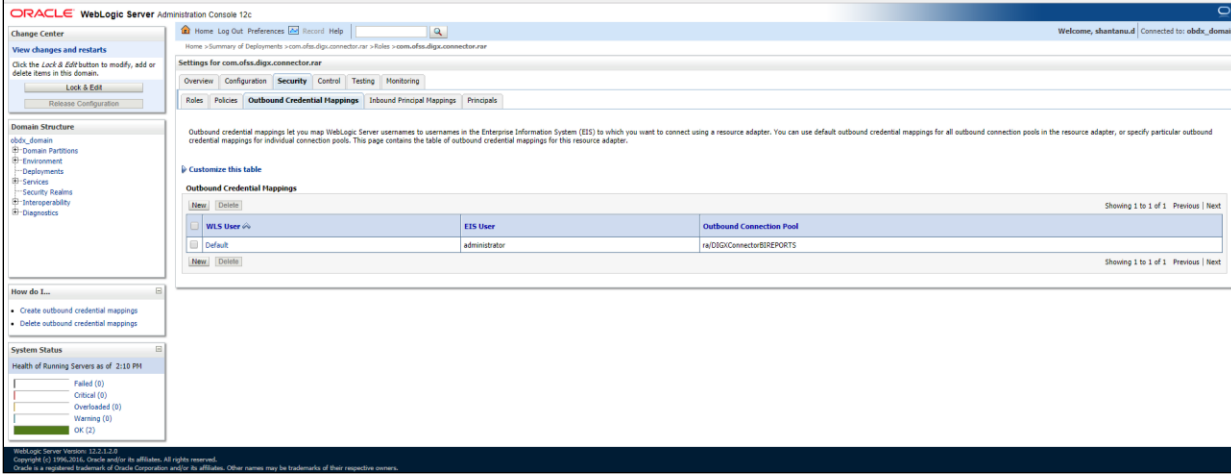 ORACLE WebLogic Server Administration Console 12c
Change Center
View changes and restarts
Click the Lock & Edit button to modify, add or
delete items in this domain.
Lock & Edit
Release Configuration
Domain Structure
obdx_domain
Domain Partitions
Environment
Deployments
Services
Security Realms
Interoperability
Diagnostics
How do I...
Create outbound credential mappings
Delete outbound credential mappings
System Status
Health of Running Servers as of 2:10 PM
Failed (0)
Critical (0)
Overloaded (0)
Warning (0)
OK (2)
Home Log Out Preferences Record Help
Welcome, shantanu.d Connected to: obdx_domai
Home >Summary of Deployments >com.ofss.digx.connector.rar >Roles >com.ofss.digx.connector.rar
Settings for com.ofss.digx.connector.rar
Overview Configuration Security Control Testing Monitoring
Roles Policies Outbound Credential Mappings Inbound Principal Mappings Principals
Outbound credential mappings let you map WebLogic Server usernames to usernames in the Enterprise Information System (EIS) to which you want to connect using a resource adapter. You can use default outbound credential mappings for all outbound connection pools in the resource adapter, or specify particular outbound
credential mappings for individual connection pools. This page contains the table of outbound credential mappings for this resource adapter.
Customize this table
Outbound Credential Mappings
New Delete Showing 1 to 1 of 1 Previous | Next
WLS User EIS User Outbound Connection Pool
Default administrator ra/DIGXConnectorBIREPORTS
New Delete Showing 1 to 1 of 1 Previous | Next
WebLogic Server Version: 12.2.1.2.0
Copyright (c) 1996,2016, Oracle and/or its affiliates. All rights reserved.
Oracle is a registered trademark of Oracle Corporation and/or its affiliates. Other names may be trademarks of their respective owners.